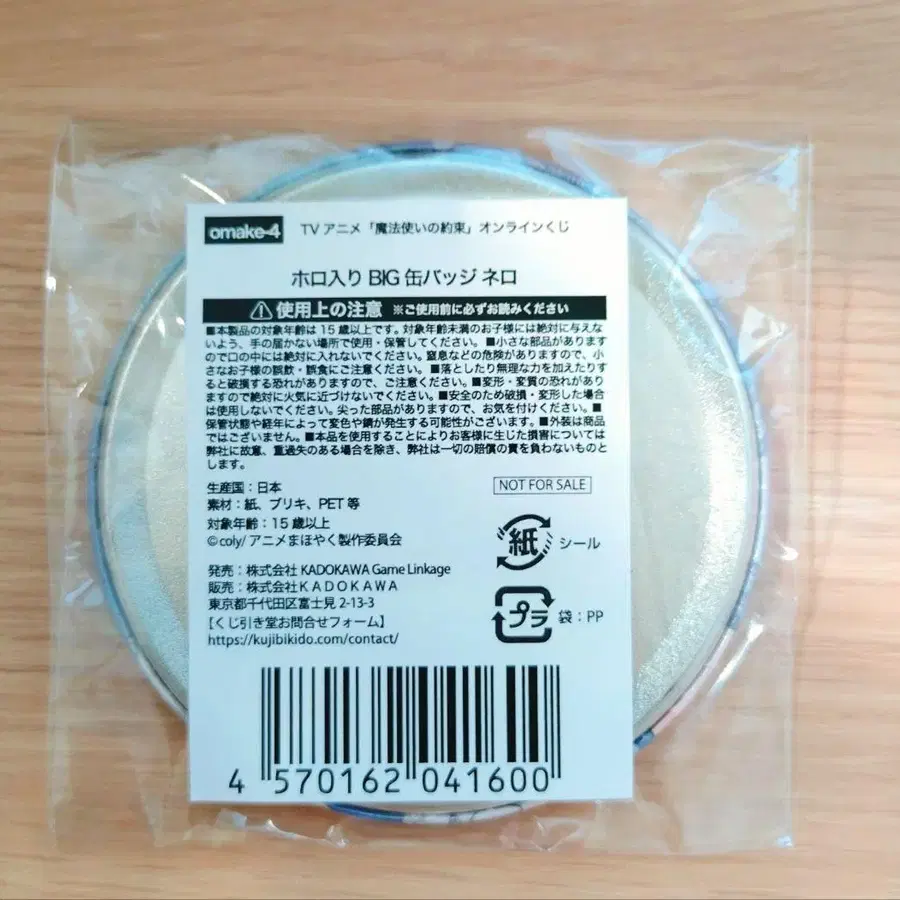 omake-4 TVアニメ「魔法使いの約束」オンラインくじ
ホロ入り BIG 缶バッジ ネロ
⚠使用上の注意 ※ご使用前に必ずお読みください
■本製品の対象年齢は 15 歳以上です。対象年齢未満のお子様には絶対に与えな
いよう、手の届かない場所で使用・保管してください。■小さな部品があります
ので口の中には絶対に入れないでください。窒息などの危険がありますので、小
さなお子様の誤飲・誤食にご注意ください。■落としたり無理な力を加えたりす
ると破損する恐れがありますので、ご注意ください。■変形・変質の恐れがあり
ますので絶対に火気に近づけないでください。■安全のため破損・変形した場合
は使用しないでください。尖った部品がありますので、お気を付けください。■
保管状態や経年によって変色や錆が発生する可能性がございます。■外装は商品
ではございません。■本品を使用することによりお客様に生じた損害については
弊社に故意、重過失のある場合を除き、弊社は一切の賠償の責を負わないものと
します。
生産国：日本
NOT FOR SALE
素材：紙、ブリキ、PET 等
対象年齢：15 歳以上
©coly/アニメまほやく製作委員会
紙 シール
発売：株式会社 KADOKAWA Game Linkage
販売：株式会社ＫＡＤＯＫＡＷＡ
東京都千代田区富士見 2-13-3
プラ 袋：PP
【くじ引き堂お問合せフォーム】
https://kujibikido.com/contact/
4 570162 041600